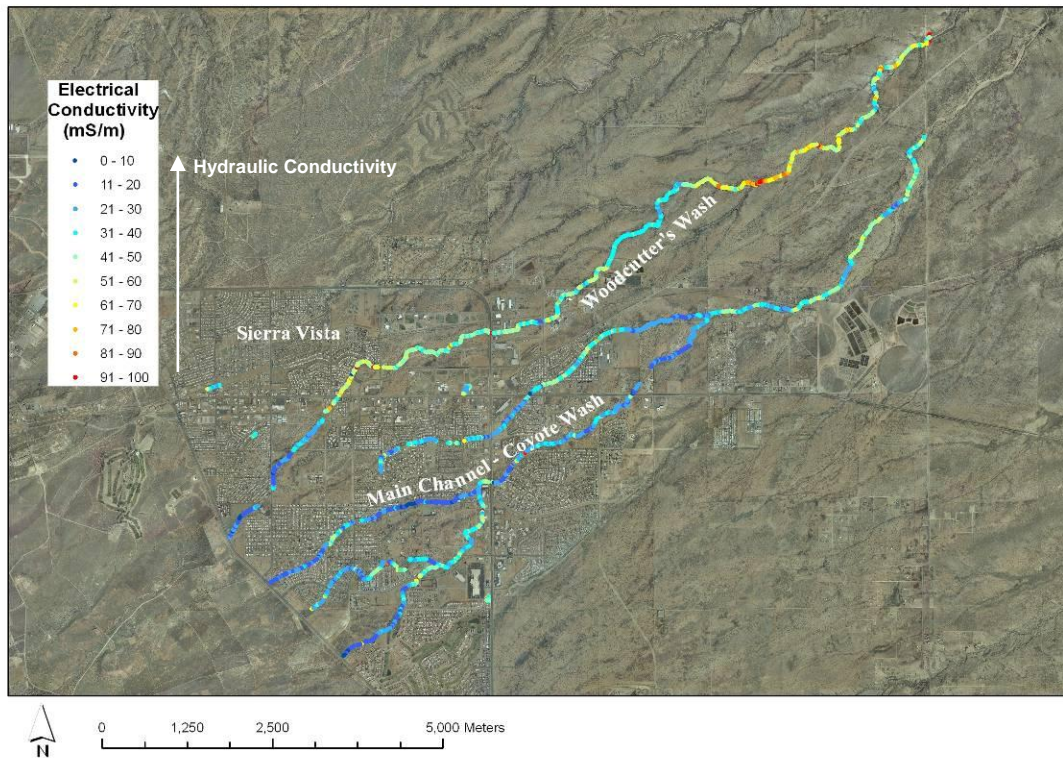 Electrical
Conductivity
(mS/m)
0 - 10
11 - 20
21 - 30
31 - 40
41 - 50
51 - 60
61 - 70
71 - 80
81 - 90
91 - 100
Hydraulic Conductivity
Woodcutter's Wash
Sierra Vista
Main Channel - Coyote Wash
N
0 1,250 2,500 5,000 Meters